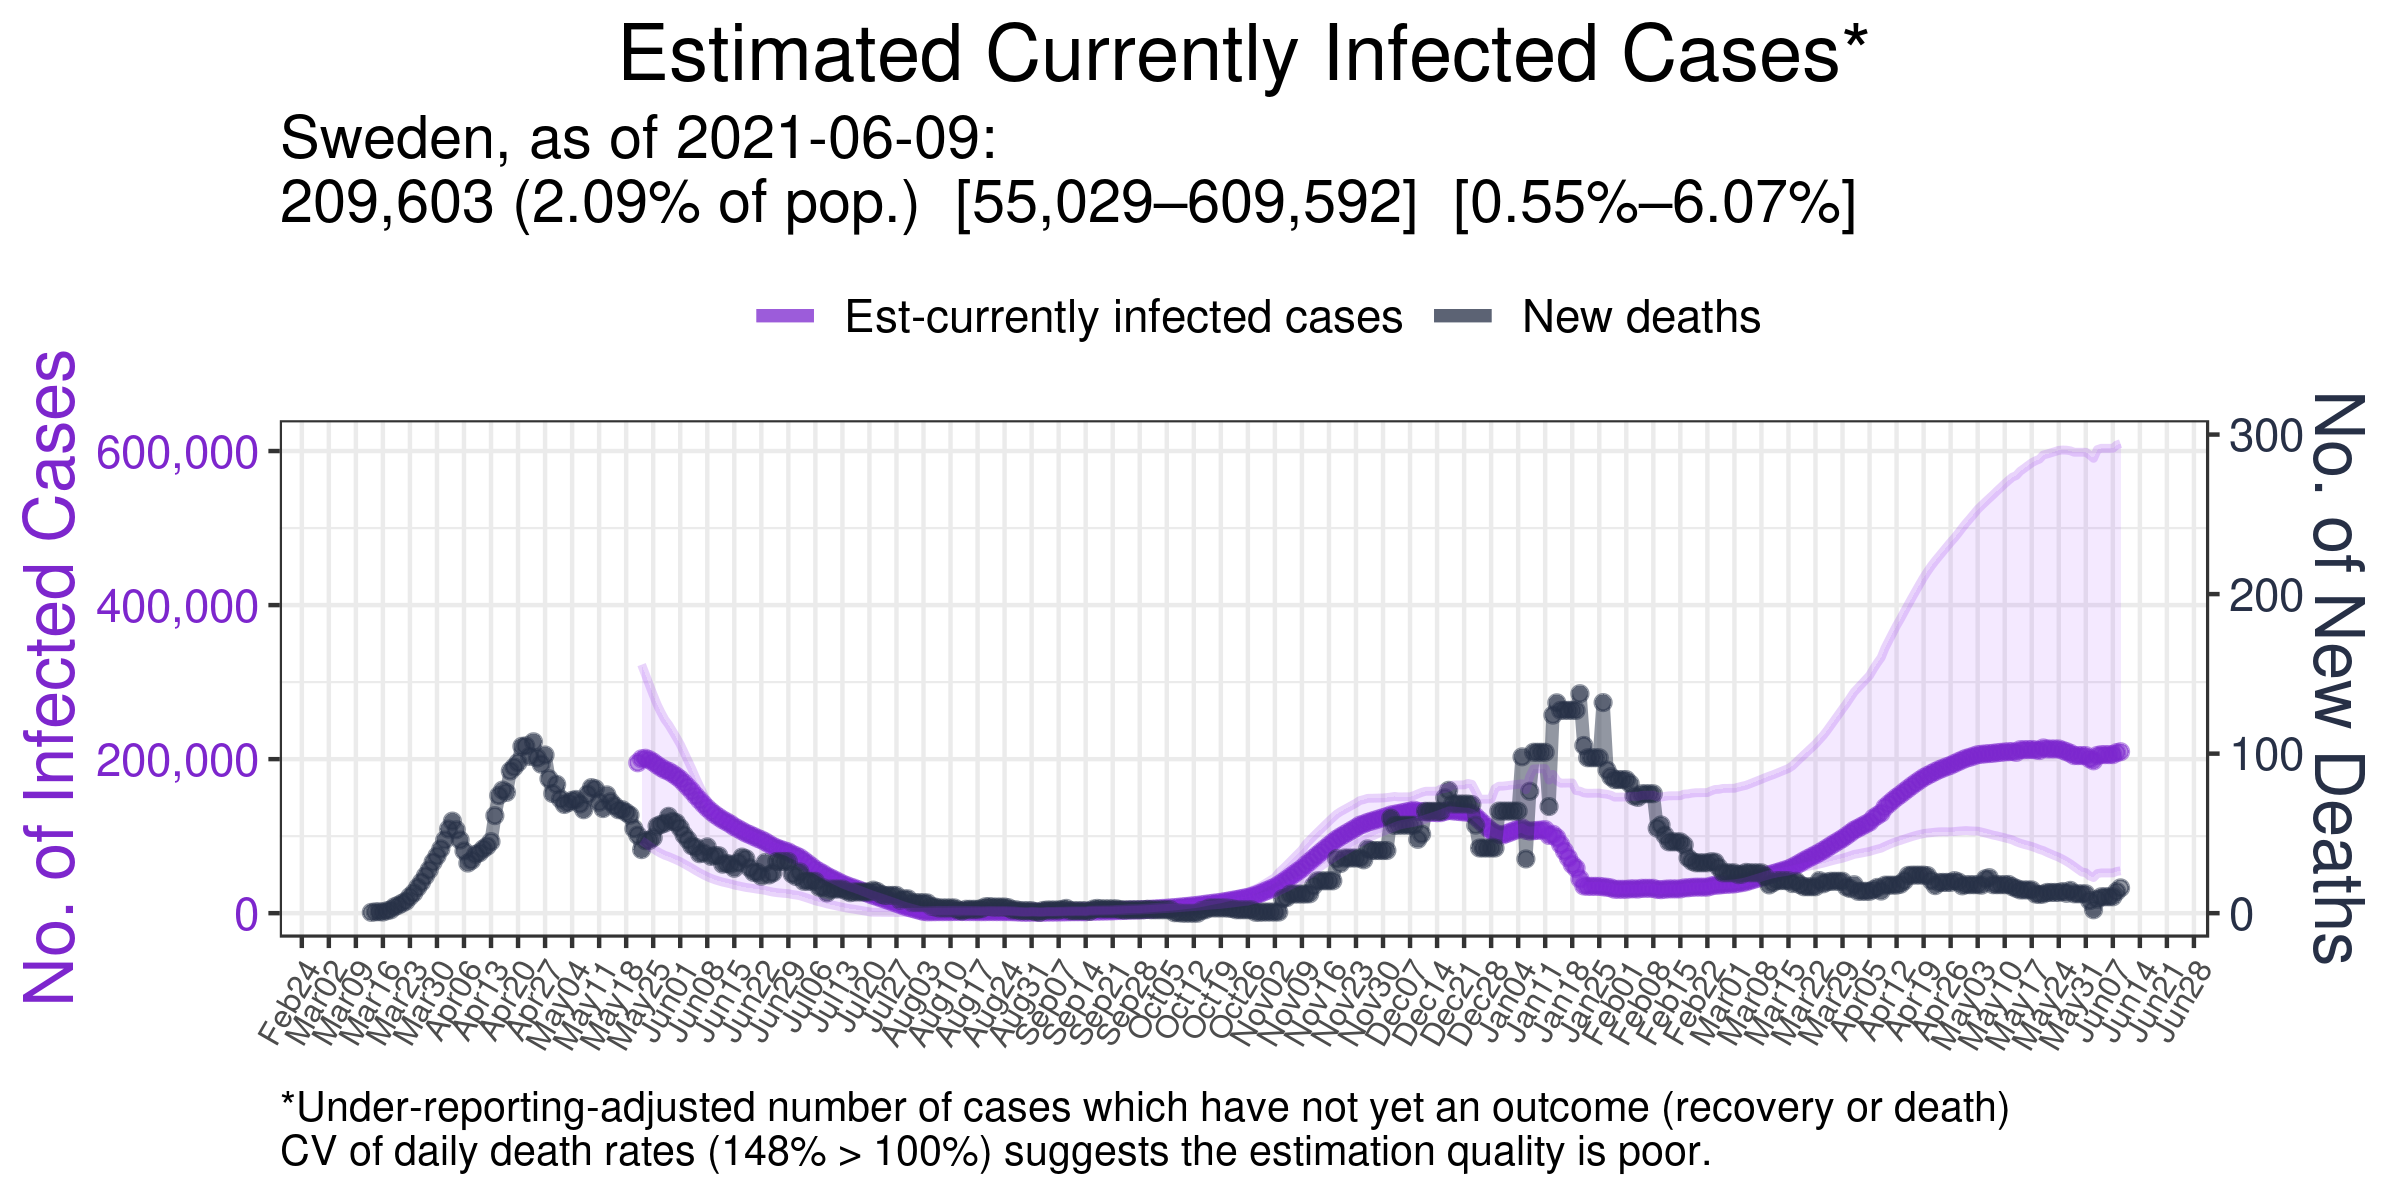 Estimated Currently Infected Cases*
Sweden, as of 2021-06-09:
209,603 (2.09% of pop.) [55,029–609,592] [0.55%–6.07%]
Est-currently infected cases
New deaths
No. of Infected Cases
600,000
400,000
200,000
0
300
200
100
0
No. of New Deaths
Feb24
Mar02
Mar09
Mar16
Mar23
Mar30
Apr06
Apr13
Apr20
Apr27
May04
May11
May18
May25
Jun01
Jun08
Jun15
Jun22
Jun29
Jul06
Jul13
Jul20
Jul27
Aug03
Aug10
Aug17
Aug24
Aug31
Sep07
Sep14
Sep21
Sep28
Oct05
Oct12
Oct19
Oct26
Nov02
Nov09
Nov16
Nov23
Nov30
Dec07
Dec14
Dec21
Dec28
Jan04
Jan11
Jan18
Jan25
Feb01
Feb08
Feb15
Feb22
Mar01
Mar08
Mar15
Mar22
Mar29
Apr05
Apr12
Apr19
Apr26
May03
May10
May17
May24
May31
Jun07
Jun14
Jun21
Jun28
*Under-reporting-adjusted number of cases which have not yet an outcome (recovery or death)
CV of daily death rates (148% > 100%) suggests the estimation quality is poor.